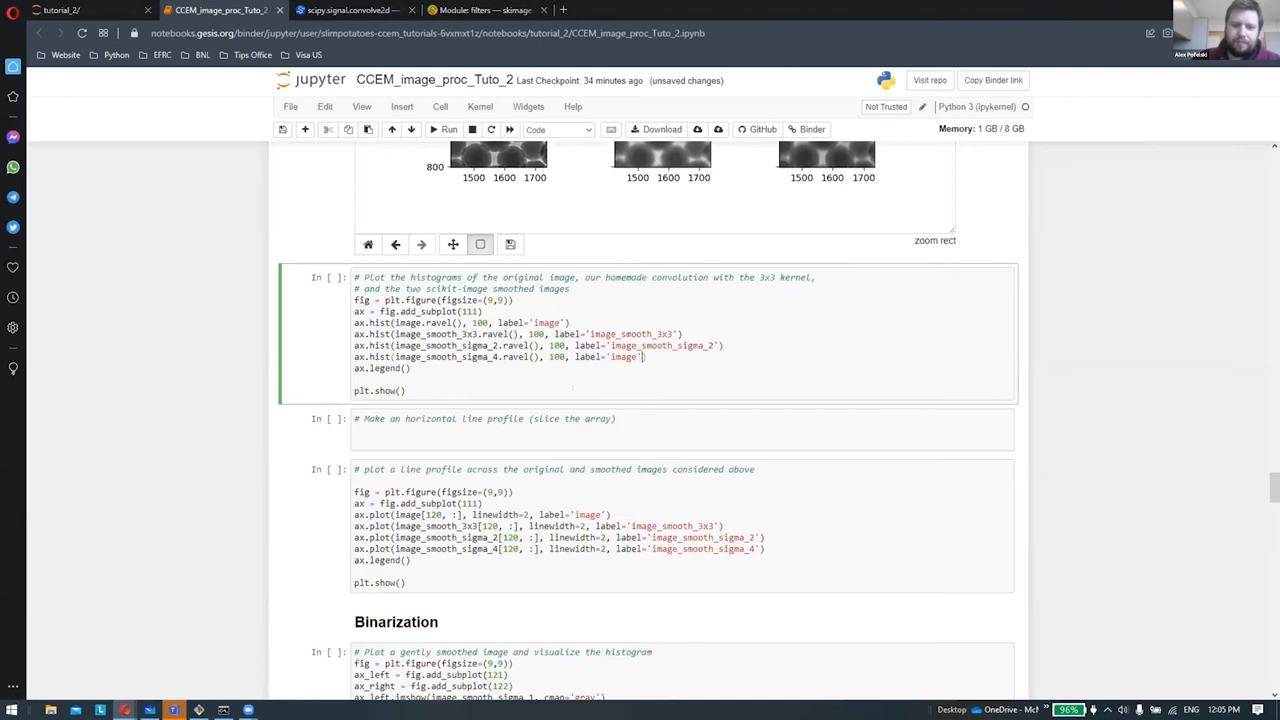 tutorial_2/
CCEM_image_proc_Tuto_2
scipy.signal.convolve2d
Module: filters — skimage
Alex Pofelski
notebooks.gesis.org/binder/jupyter/user/slimpotatoes-ccem_tutorials-6vxmxt1z/notebooks/tutorial_2/CCEM_image_proc_Tuto_2.ipynb
Website
Python
EFRC
BNL
Tips Office
Visa US
jupyter CCEM_image_proc_Tuto_2 Last Checkpoint: 34 minutes ago (unsaved changes)
Visit repo
Copy Binder link
File Edit View Insert Cell Kernel Widgets Help
Not Trusted
Python 3 (ipykernel)
Run
Code
Download
GitHub
Binder
Memory: 1 GB / 8 GB
800
1500 1600 1700 1500 1600 1700 1500 1600 1700
zoom rect
In [ ]:
# Plot the histograms of the original image, our homemade convolution with the 3x3 kernel,
# and the two scikit-image smoothed images
fig = plt.figure(figsize=(9,9))
ax = fig.add_subplot(111)
ax.hist(image.ravel(), 100, label='image')
ax.hist(image_smooth_3x3.ravel(), 100, label='image_smooth_3x3')
ax.hist(image_smooth_sigma_2.ravel(), 100, label='image_smooth_sigma_2')
ax.hist(image_smooth_sigma_4.ravel(), 100, label='image')
ax.legend()
plt.show()
In [ ]:
# Make an horizontal line profile (slice the array)
In [ ]:
# plot a line profile across the original and smoothed images considered above
fig = plt.figure(figsize=(9,9))
ax = fig.add_subplot(111)
ax.plot(image[120, :], linewidth=2, label='image')
ax.plot(image_smooth_3x3[120, :], linewidth=2, label='image_smooth_3x3')
ax.plot(image_smooth_sigma_2[120, :], linewidth=2, label='image_smooth_sigma_2')
ax.plot(image_smooth_sigma_4[120, :], linewidth=2, label='image_smooth_sigma_4')
ax.legend()
plt.show()
Binarization
In [ ]:
# Plot a gently smoothed image and visualize the histogram
fig = plt.figure(figsize=(9,9))
ax_left = fig.add_subplot(121)
ax_right = fig.add_subplot(122)
ax_left.imshow(image_smooth_sigma_1, cmap='gray')
Desktop
OneDrive - McM
96%
ENG
12:05 PM